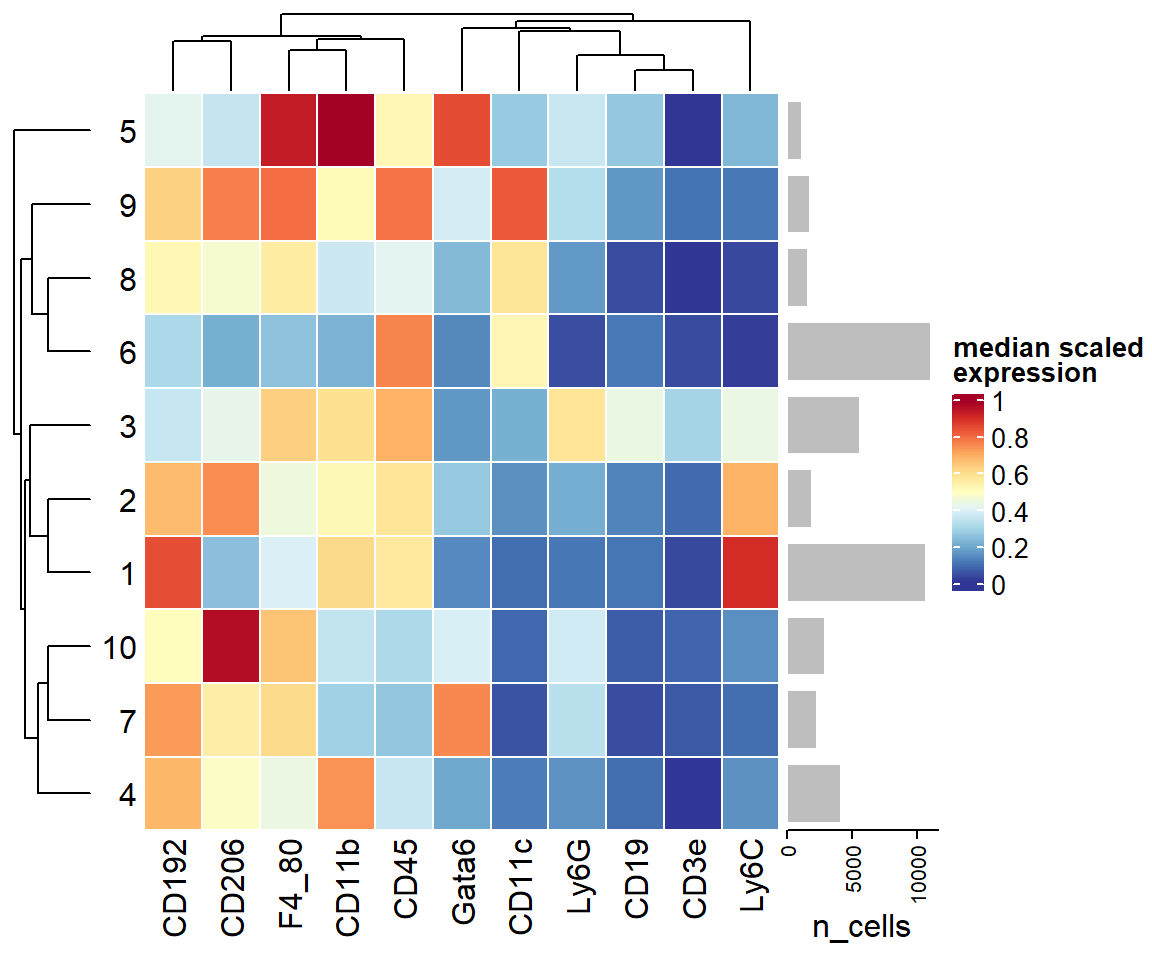 5
9
8
6
3
2
1
10
7
4
CD192
CD206
F4_80
CD11b
CD45
Gata6
CD11c
Ly6G
CD19
CD3e
Ly6C
0
5000
10000
n_cells
median scaled
expression
1
0.8
0.6
0.4
0.2
0